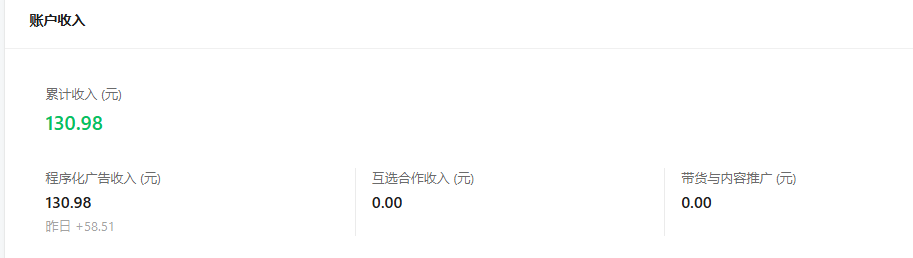 账户收入
累计收入 (元)
130.98
程序化广告收入 (元)
互选合作收入 (元)
带货与内容推广 (元)
130.98
0.00
0.00
昨日 +58.51